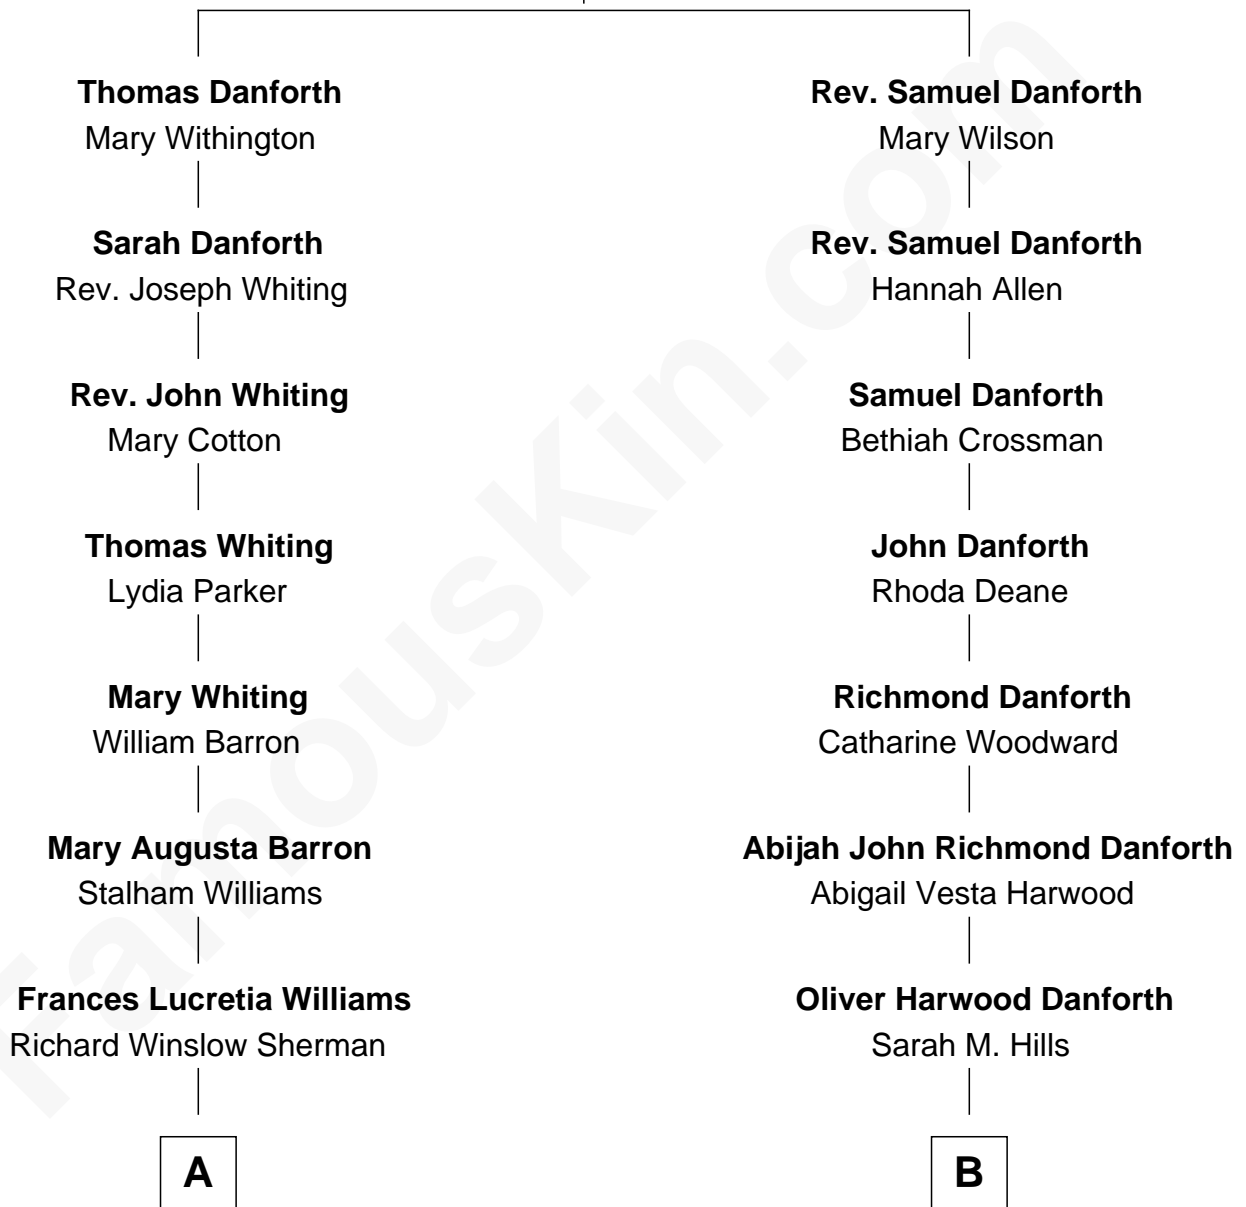 Thomas Danforth
Mary Withington
Rev. Samuel Danforth
Mary Wilson
Sarah Danforth
Rev. Joseph Whiting
Rev. Samuel Danforth
Hannah Allen
Rev. John Whiting
Mary Cotton
Samuel Danforth
Bethiah Crossman
Thomas Whiting
Lydia Parker
John Danforth
Rhoda Deane
Mary Whiting
William Barron
Richmond Danforth
Catharine Woodward
Mary Augusta Barron
Stalham Williams
Abijah John Richmond Danforth
Abigail Vesta Harwood
Frances Lucretia Williams
Richard Winslow Sherman
Oliver Harwood Danforth
Sarah M. Hills
A
B
FamousKin.com